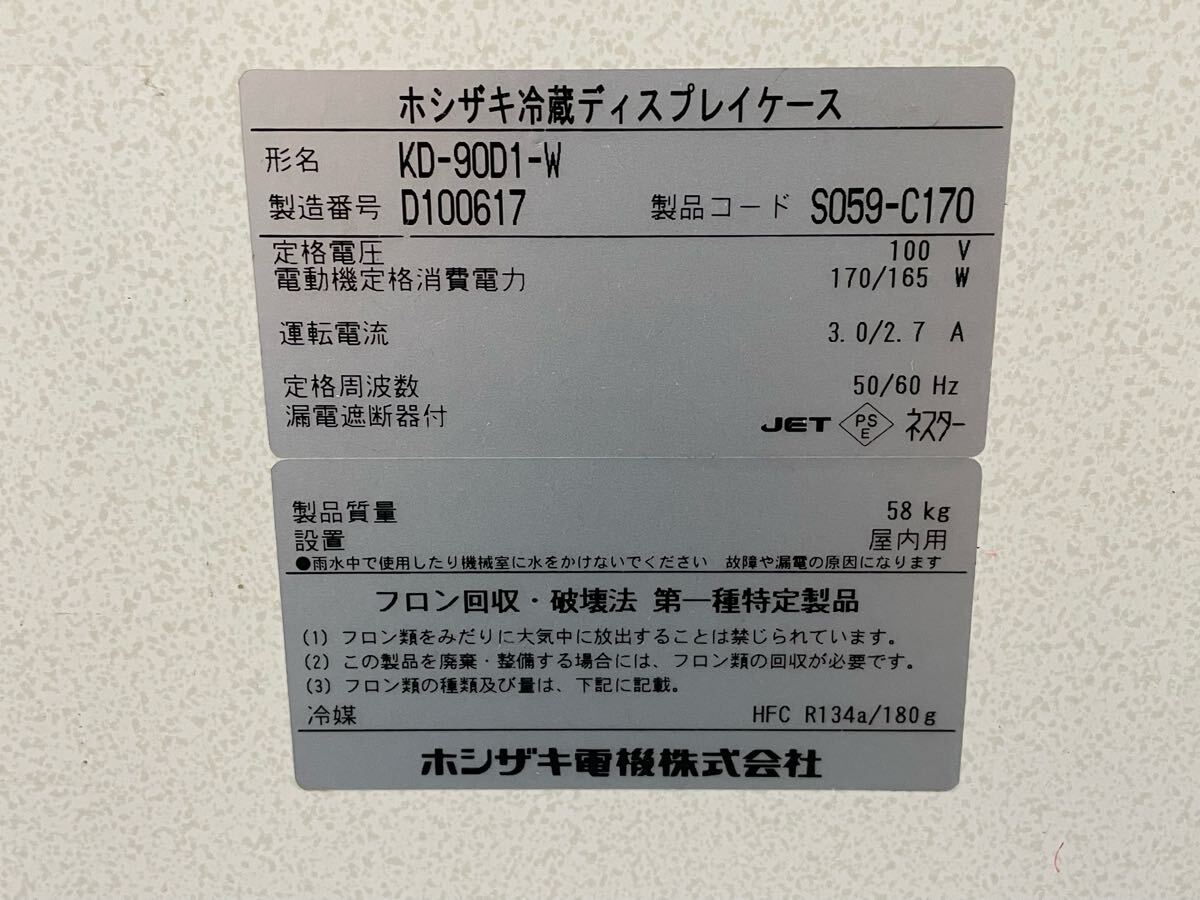 ホシザキ冷蔵ディスプレイケース
形名 KD-90D1-W
製造番号 D100617 製品コード S059-C170
定格電圧 100 V
電動機定格消費電力 170/165 W
運転電流 3.0/2.7 A
定格周波数 50/60 Hz
漏電遮断器付
JET PSE ネスター
製品質量 58 kg
設置 屋内用
●雨水中で使用したり機械室に水をかけないでください 故障や漏電の原因になります
フロン回収・破壊法 第一種特定製品
(1) フロン類をみだりに大気中に放出することは禁じられています。
(2) この製品を廃棄・整備する場合には、フロン類の回収が必要です。
(3) フロン類の種類及び量は、下記に記載。
冷媒 HFC R134a/180g
ホシザキ電機株式会社